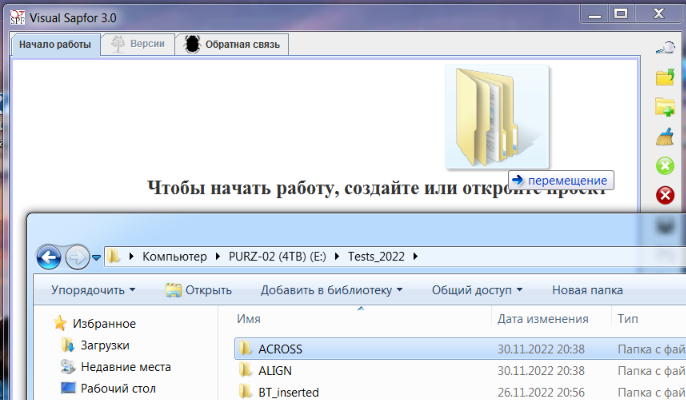 SPF Visual Sapfor 3.0
Начало работы Версии Обратная связь
Чтобы начать работу, создайте или откройте проект
перемещение
Компьютер PURZ-02 (4TB) (E:) Tests_2022
Упорядочить Открыть Добавить в библиотеку Общий доступ Новая папка
Избранное
Загрузки
Недавние места
Рабочий стол
Имя Дата изменения Тип
ACROSS 30.11.2022 20:38 Папка с фай
ALIGN 30.11.2022 20:38 Папка с фай
BT_inserted 26.11.2022 20:56 Папка с фай